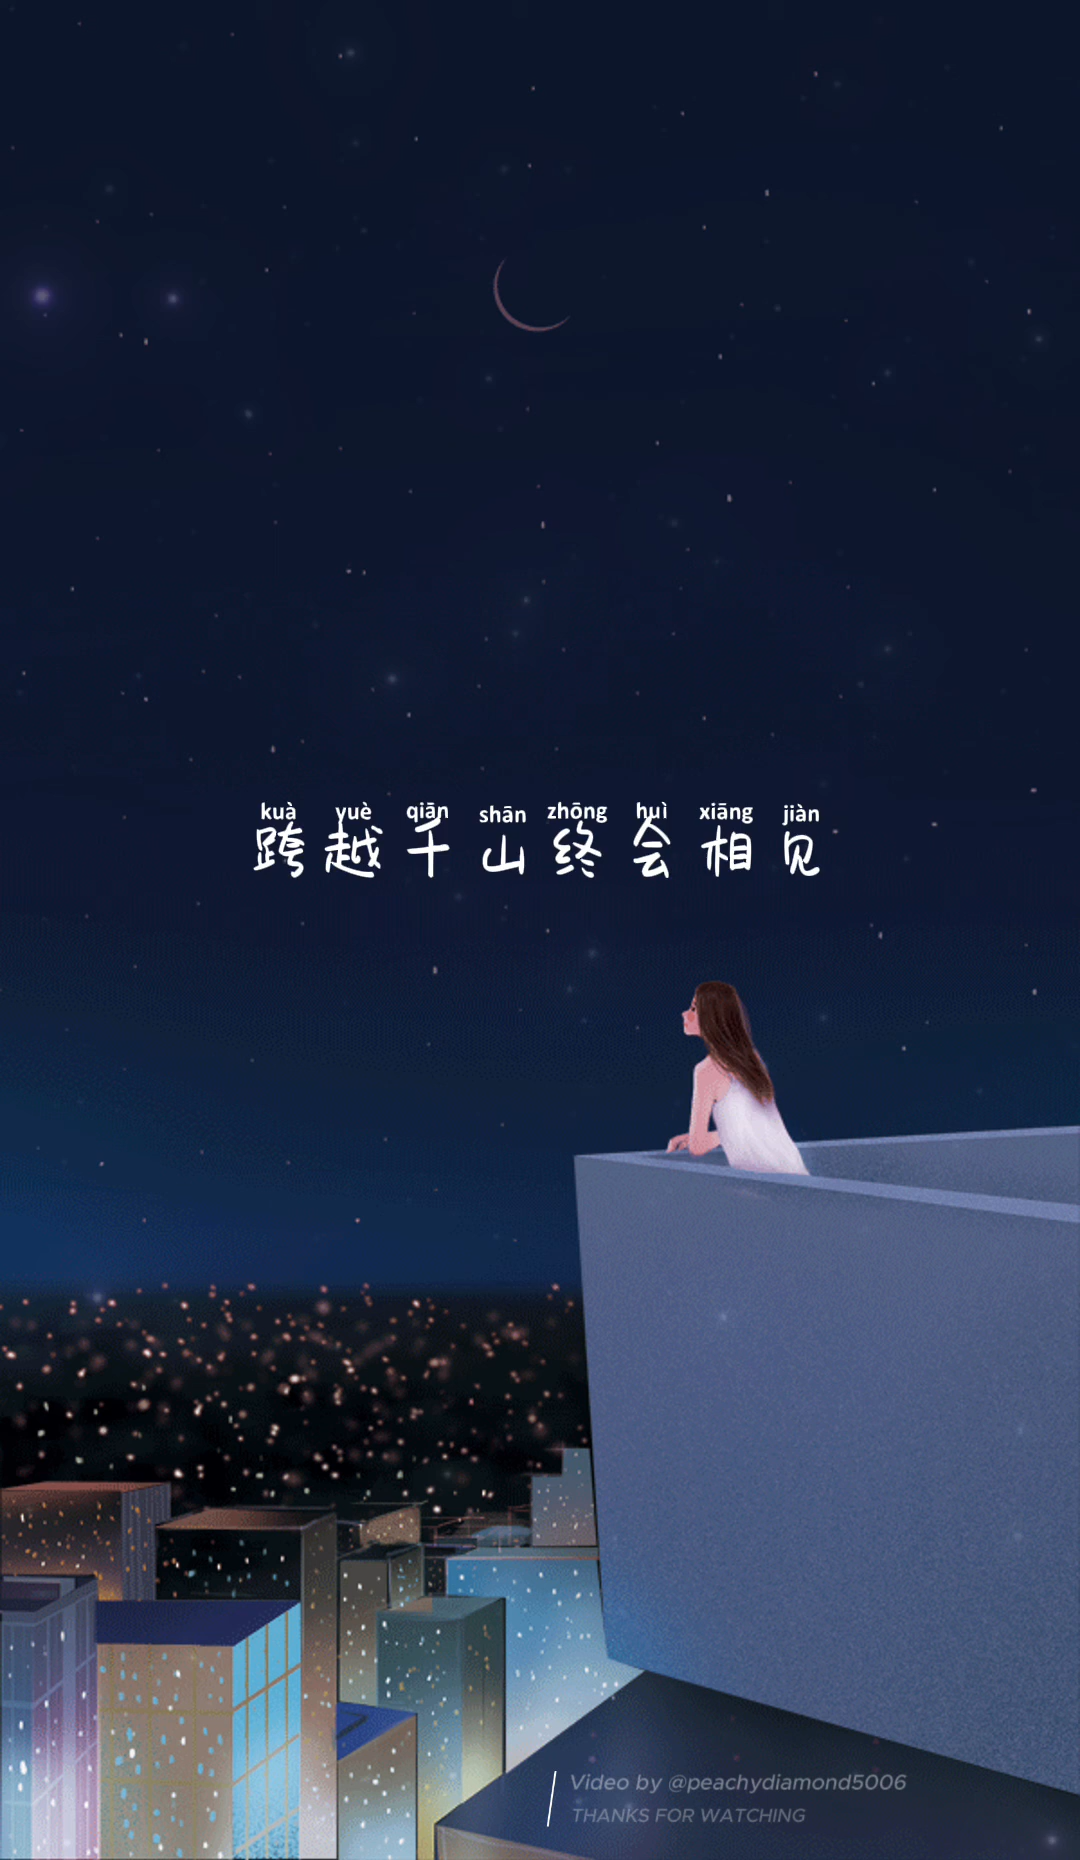 kuà yuè qiān shān zhōng huì xiāng jiàn
跨越千山终会相见
Video by @peachydiamond5006
THANKS FOR WATCHING